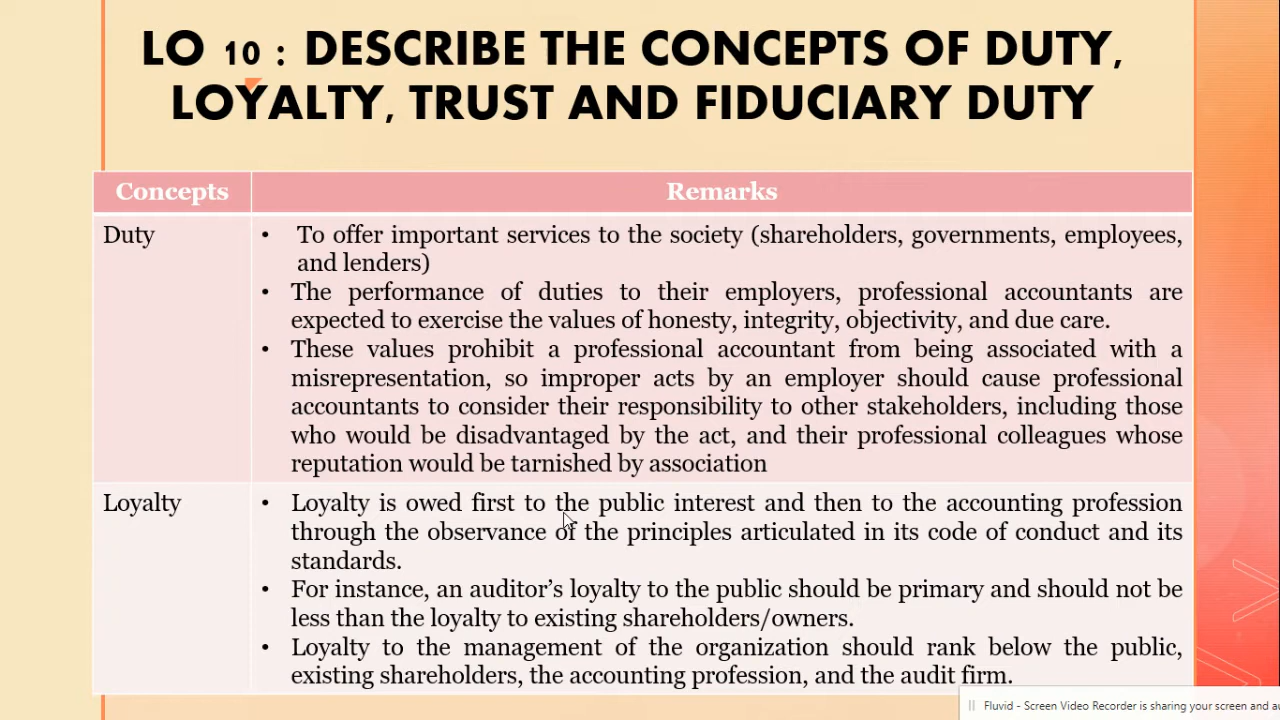 LO 10 : DESCRIBE THE CONCEPTS OF DUTY,
LOYALTY, TRUST AND FIDUCIARY DUTY
Concepts Remarks
Duty • To offer important services to the society (shareholders, governments, employees,
and lenders)
• The performance of duties to their employers, professional accountants are
expected to exercise the values of honesty, integrity, objectivity, and due care.
• These values prohibit a professional accountant from being associated with a
misrepresentation, so improper acts by an employer should cause professional
accountants to consider their responsibility to other stakeholders, including those
who would be disadvantaged by the act, and their professional colleagues whose
reputation would be tarnished by association
Loyalty • Loyalty is owed first to the public interest and then to the accounting profession
through the observance of the principles articulated in its code of conduct and its
standards.
• For instance, an auditor’s loyalty to the public should be primary and should not be
less than the loyalty to existing shareholders/owners.
• Loyalty to the management of the organization should rank below the public,
existing shareholders, the accounting profession, and the audit firm.
Fluvid - Screen Video Recorder is sharing your screen and